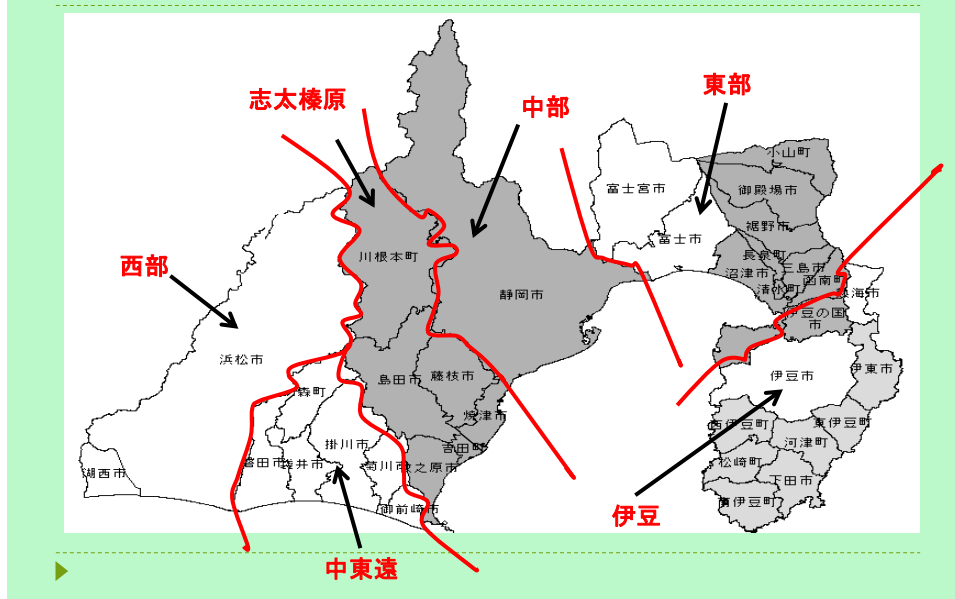 東部
志太榛原
中部
小山町
御殿場市
富士宮市
裾野市
富士市
長泉町
三島市
沼津市
函南町
清水町
熱海市
西部
川根本町
静岡市
伊豆の国
市
浜松市
島田市
藤枝市
伊豆市
伊東市
森町
焼津市
西伊豆町
東伊豆町
掛川市
吉田町
河津町
湖西市
磐田市
袋井市
菊川市
牧之原市
松崎町
下田市
御前崎市
南伊豆町
伊豆
中東遠